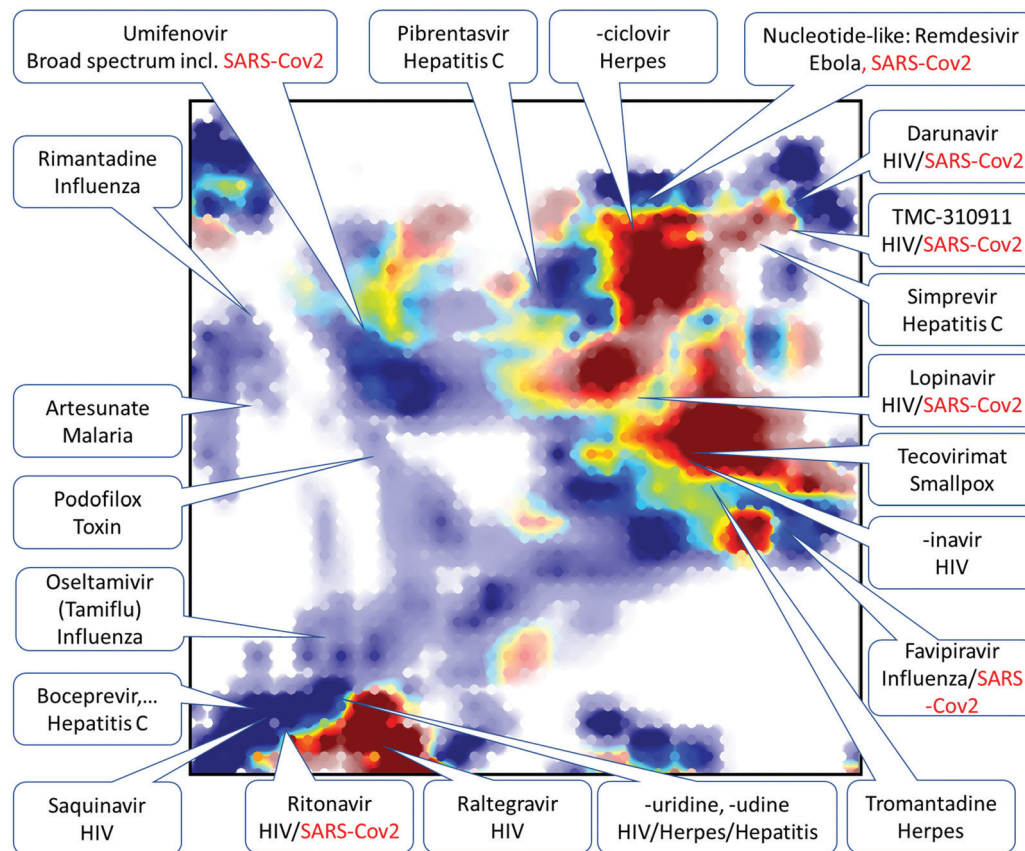 Umifenovir
Broad spectrum incl. SARS-Cov2
Pibrentasvir
Hepatitis C
-ciclovir
Herpes
Nucleotide-like: Remdesivir
Ebola, SARS-Cov2
Rimantadine
Influenza
Darunavir
HIV/SARS-Cov2
TMC-310911
HIV/SARS-Cov2
Simprevir
Hepatitis C
Artesunate
Malaria
Lopinavir
HIV/SARS-Cov2
Podofilox
Toxin
Tecovirimat
Smallpox
-inavir
HIV
Oseltamivir
(Tamiflu)
Influenza
Favipiravir
Influenza/SARS
-Cov2
Boceprevir,...
Hepatitis C
Saquinavir
HIV
Ritonavir
HIV/SARS-Cov2
Raltegravir
HIV
-uridine, -udine
HIV/Herpes/Hepatitis
Tromantadine
Herpes